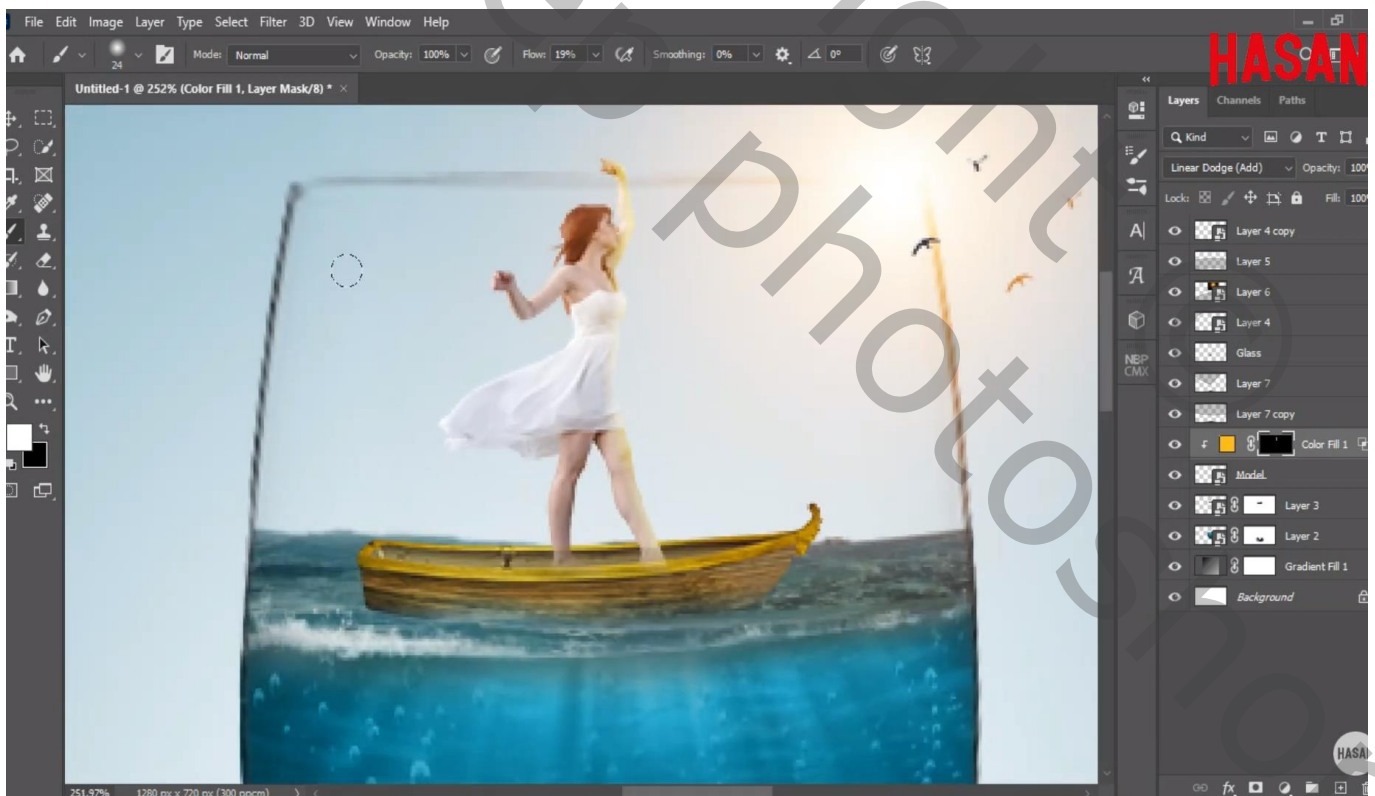 File Edit Image Layer Type Select Filter 3D View Window Help
24 Mode: Normal Opacity: 100% Flow: 19% Smoothing: 0% 0°
HASAN
Untitled-1 @ 252% (Color Fill 1, Layer Mask/8) * ×
Layers Channels Paths
Kind
Linear Dodge (Add) Opacity: 100%
Lock: Fill: 100%
Layer 4 copy
Layer 5
Layer 6
Layer 4
Glass
NBP
CMX
Layer 7
Layer 7 copy
Color Fill 1
Model
Layer 3
Layer 2
Gradient Fill 1
Background
HASAN
251.97% 1280 px x 720 px (300 ppcm)